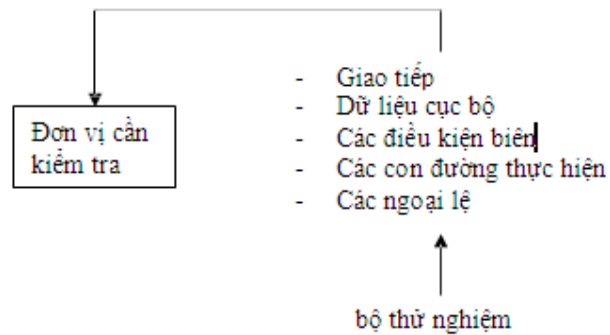 - Giao tiếp
- Dữ liệu cục bộ
- Các điều kiện biên
- Các con đường thực hiện
- Các ngoại lệ
Đơn vị cần
kiểm tra
bộ thử nghiệm